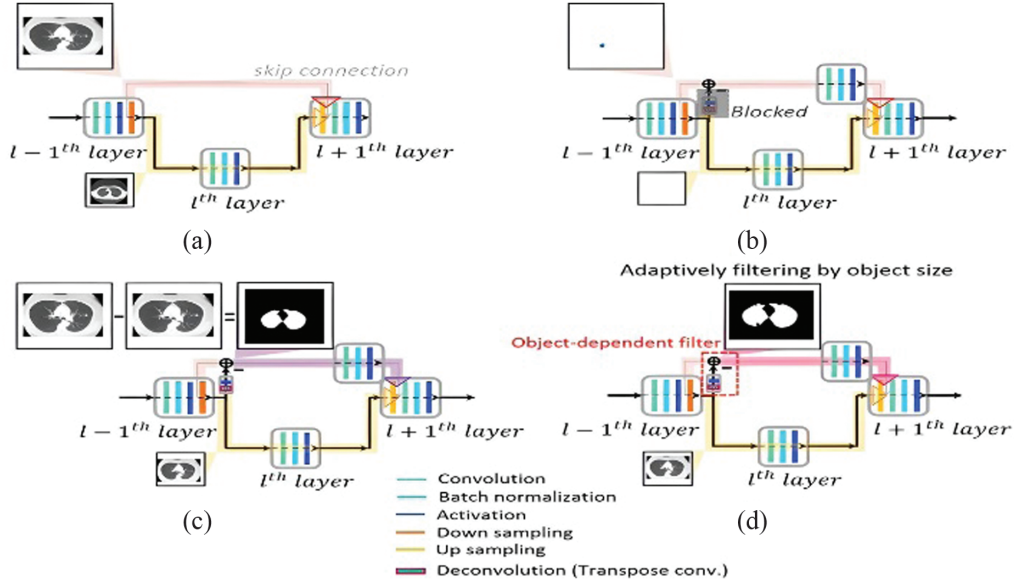 skip connection
l − 1ᵗʰ layer
l + 1ᵗʰ layer
lᵗʰ layer
(a)
Blocked
l − 1ᵗʰ layer
l + 1ᵗʰ layer
lᵗʰ layer
(b)
l − 1ᵗʰ layer
l + 1ᵗʰ layer
lᵗʰ layer
(c)
Adaptively filtering by object size
Object-dependent filter
l − 1ᵗʰ layer
l + 1ᵗʰ layer
lᵗʰ layer
(d)
Convolution
Batch normalization
Activation
Down sampling
Up sampling
Deconvolution (Transpose conv.)